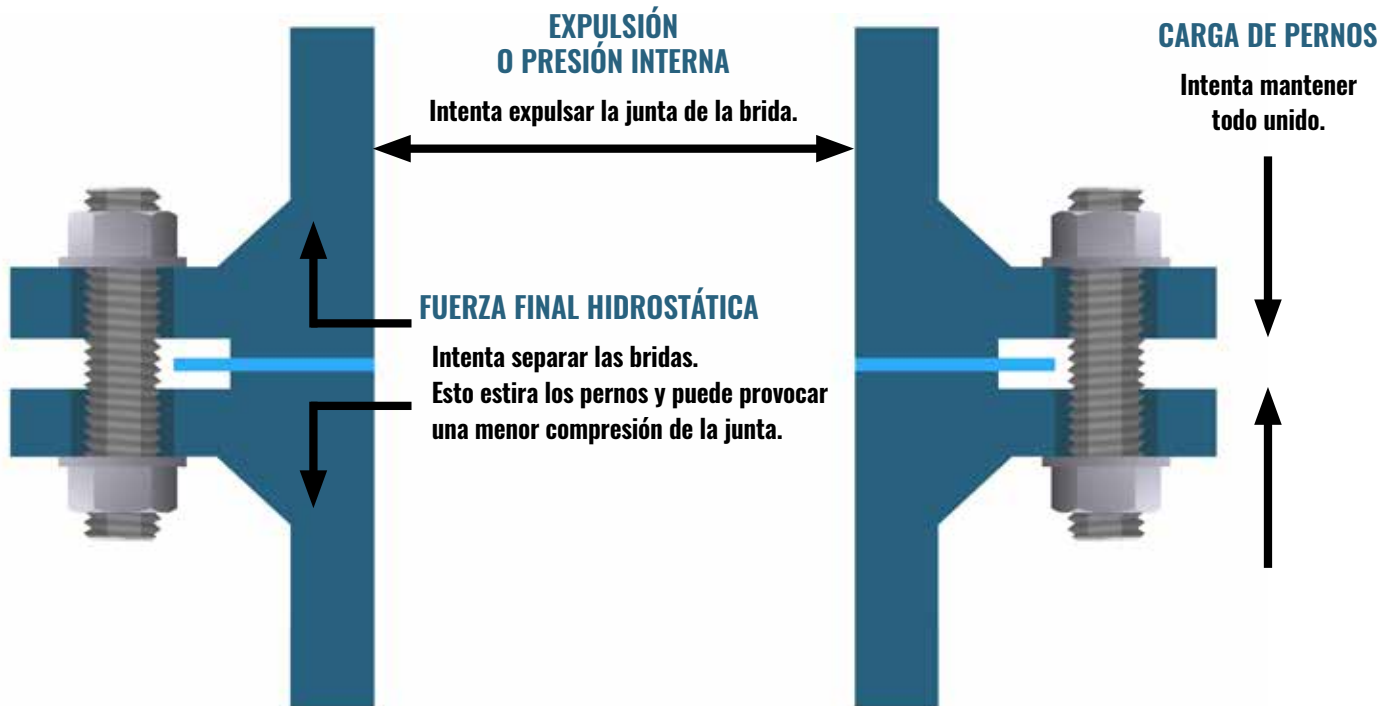 EXPULSIÓN
O PRESIÓN INTERNA
Intenta expulsar la junta de la brida.
CARGA DE PERNOS
Intenta mantener
todo unido.
FUERZA FINAL HIDROSTÁTICA
Intenta separar las bridas.
Esto estira los pernos y puede provocar
una menor compresión de la junta.